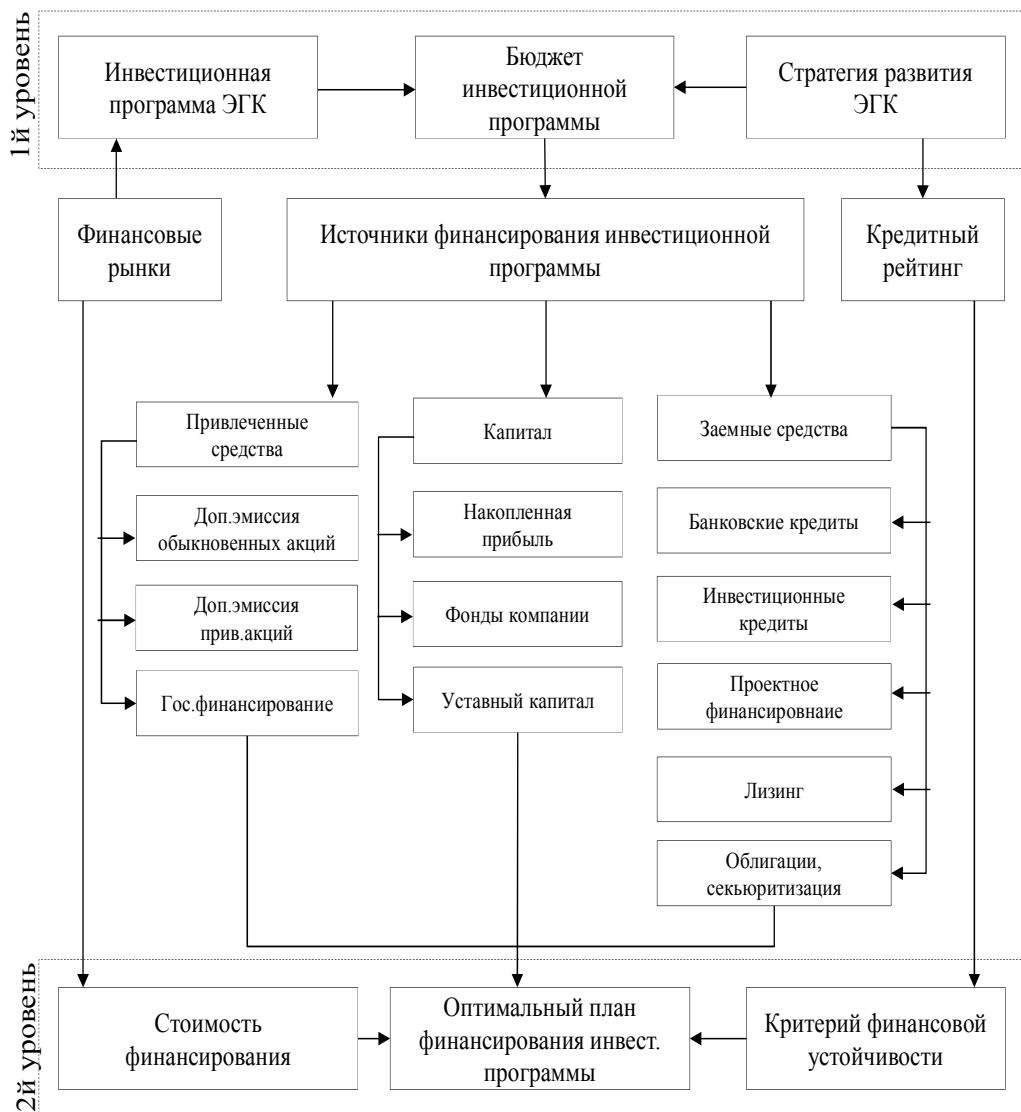 1й уровень
Инвестиционная
программа ЭГК
Бюджет
инвестиционной
программы
Стратегия развития
ЭГК
Финансовые
рынки
Источники финансирования инвестиционной
программы
Кредитный
рейтинг
Привлеченные
средства
Капитал
Заемные средства
Доп.эмиссия
обыкновенных акций
Накопленная
прибыль
Банковские кредиты
Доп.эмиссия
прив.акций
Фонды компании
Инвестиционные
кредиты
Гос.финансирование
Уставный капитал
Проектное
финансировнаие
Лизинг
Облигации,
секьюритизация
2й уровень
Стоимость
финансирования
Оптимальный план
финансирования инвест.
программы
Критерий финансовой
устойчивости